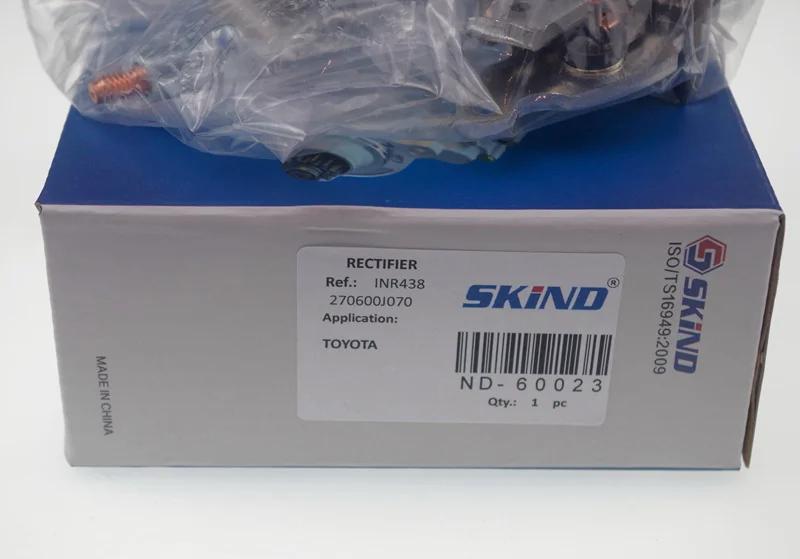 RECTIFIER
Ref.: INR438
270600J070
Application:
TOYOTA
SKiND®
ND-60023
Qty.: 1 pc
SKiND
ISO/TS16949:2009
MADE IN CHINA